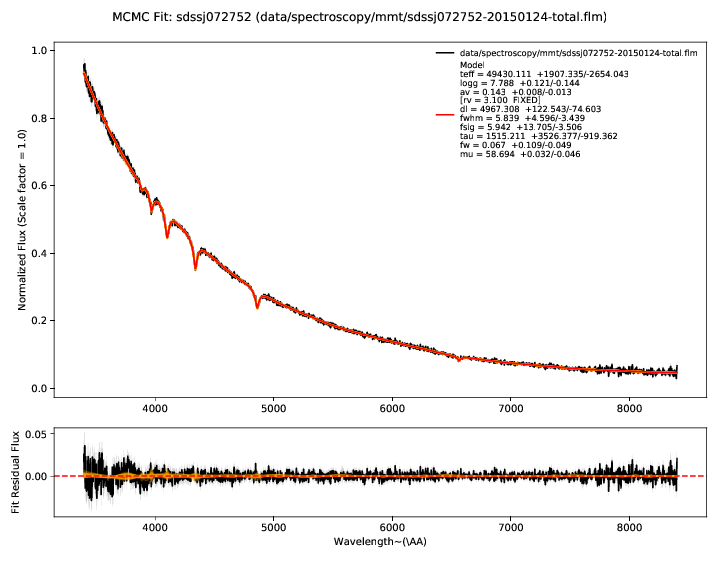 MCMC Fit: sdssj072752 (data/spectroscopy/mmt/sdssj072752-20150124-total.flm)
data/spectroscopy/mmt/sdssj072752-20150124-total.flm
Model
teff = 49430.111 +1907.335/-2654.043
logg = 7.788 +0.121/-0.144
av = 0.143 +0.008/-0.013
[rv = 3.100 FIXED]
dl = 4967.308 +122.543/-74.603
fwhm = 5.839 +4.596/-3.439
fsig = 5.942 +13.705/-3.506
tau = 1515.211 +3526.377/-919.362
fw = 0.067 +0.109/-0.049
mu = 58.694 +0.032/-0.046
Normalized Flux (Scale factor = 1.0)
1.0
0.8
0.6
0.4
0.2
0.0
4000 5000 6000 7000 8000
Fit Residual Flux
0.05
0.00
4000 5000 6000 7000 8000
Wavelength~(\AA)